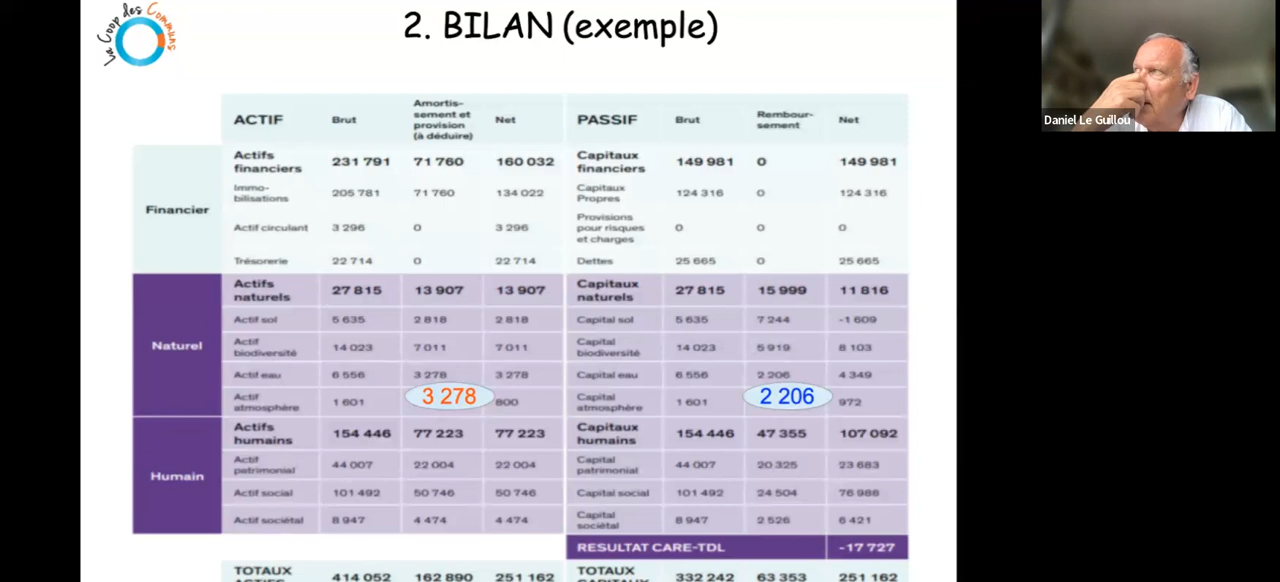 La Coop des Communs
2. BILAN (exemple)
Daniel Le Guillou
ACTIF Brut Amortis-sement et provision (à déduire) Net PASSIF Brut Rembour-sement Net
Financier
Actifs financiers 231 791 71 760 160 032 Capitaux financiers 149 981 0 149 981
Immo-bilisations 205 781 71 760 134 022 Capitaux Propres 124 316 0 124 316
Actif circulant 3 296 0 3 296 Provisions pour risques et charges 0 0 0
Trésorerie 22 714 0 22 714 Dettes 25 665 0 25 665
Naturel
Actifs naturels 27 815 13 907 13 907 Capitaux naturels 27 815 15 999 11 816
Actif sol 5 635 2 818 2 818 Capital sol 5 635 7 244 -1 609
Actif biodiversité 14 023 7 011 7 011 Capital biodiversité 14 023 5 919 8 103
Actif eau 6 556 3 278 3 278 Capital eau 6 556 2 206 4 349
3 278 2 206
Actif atmosphère 1 601 800 Capital atmosphère 1 601 972
Humain
Actifs humains 154 446 77 223 77 223 Capitaux humains 154 446 47 355 107 092
Actif patrimonial 44 007 22 004 22 004 Capital patrimonial 44 007 20 325 23 683
Actif social 101 492 50 746 50 746 Capital social 101 492 24 504 76 988
Actif sociétal 8 947 4 474 4 474 Capital sociétal 8 947 2 526 6 421
RESULTAT CARE-TDL -17 727
TOTAUX ACTIFS 414 052 162 890 251 162 TOTAUX CAPITAUX 332 242 63 353 251 162